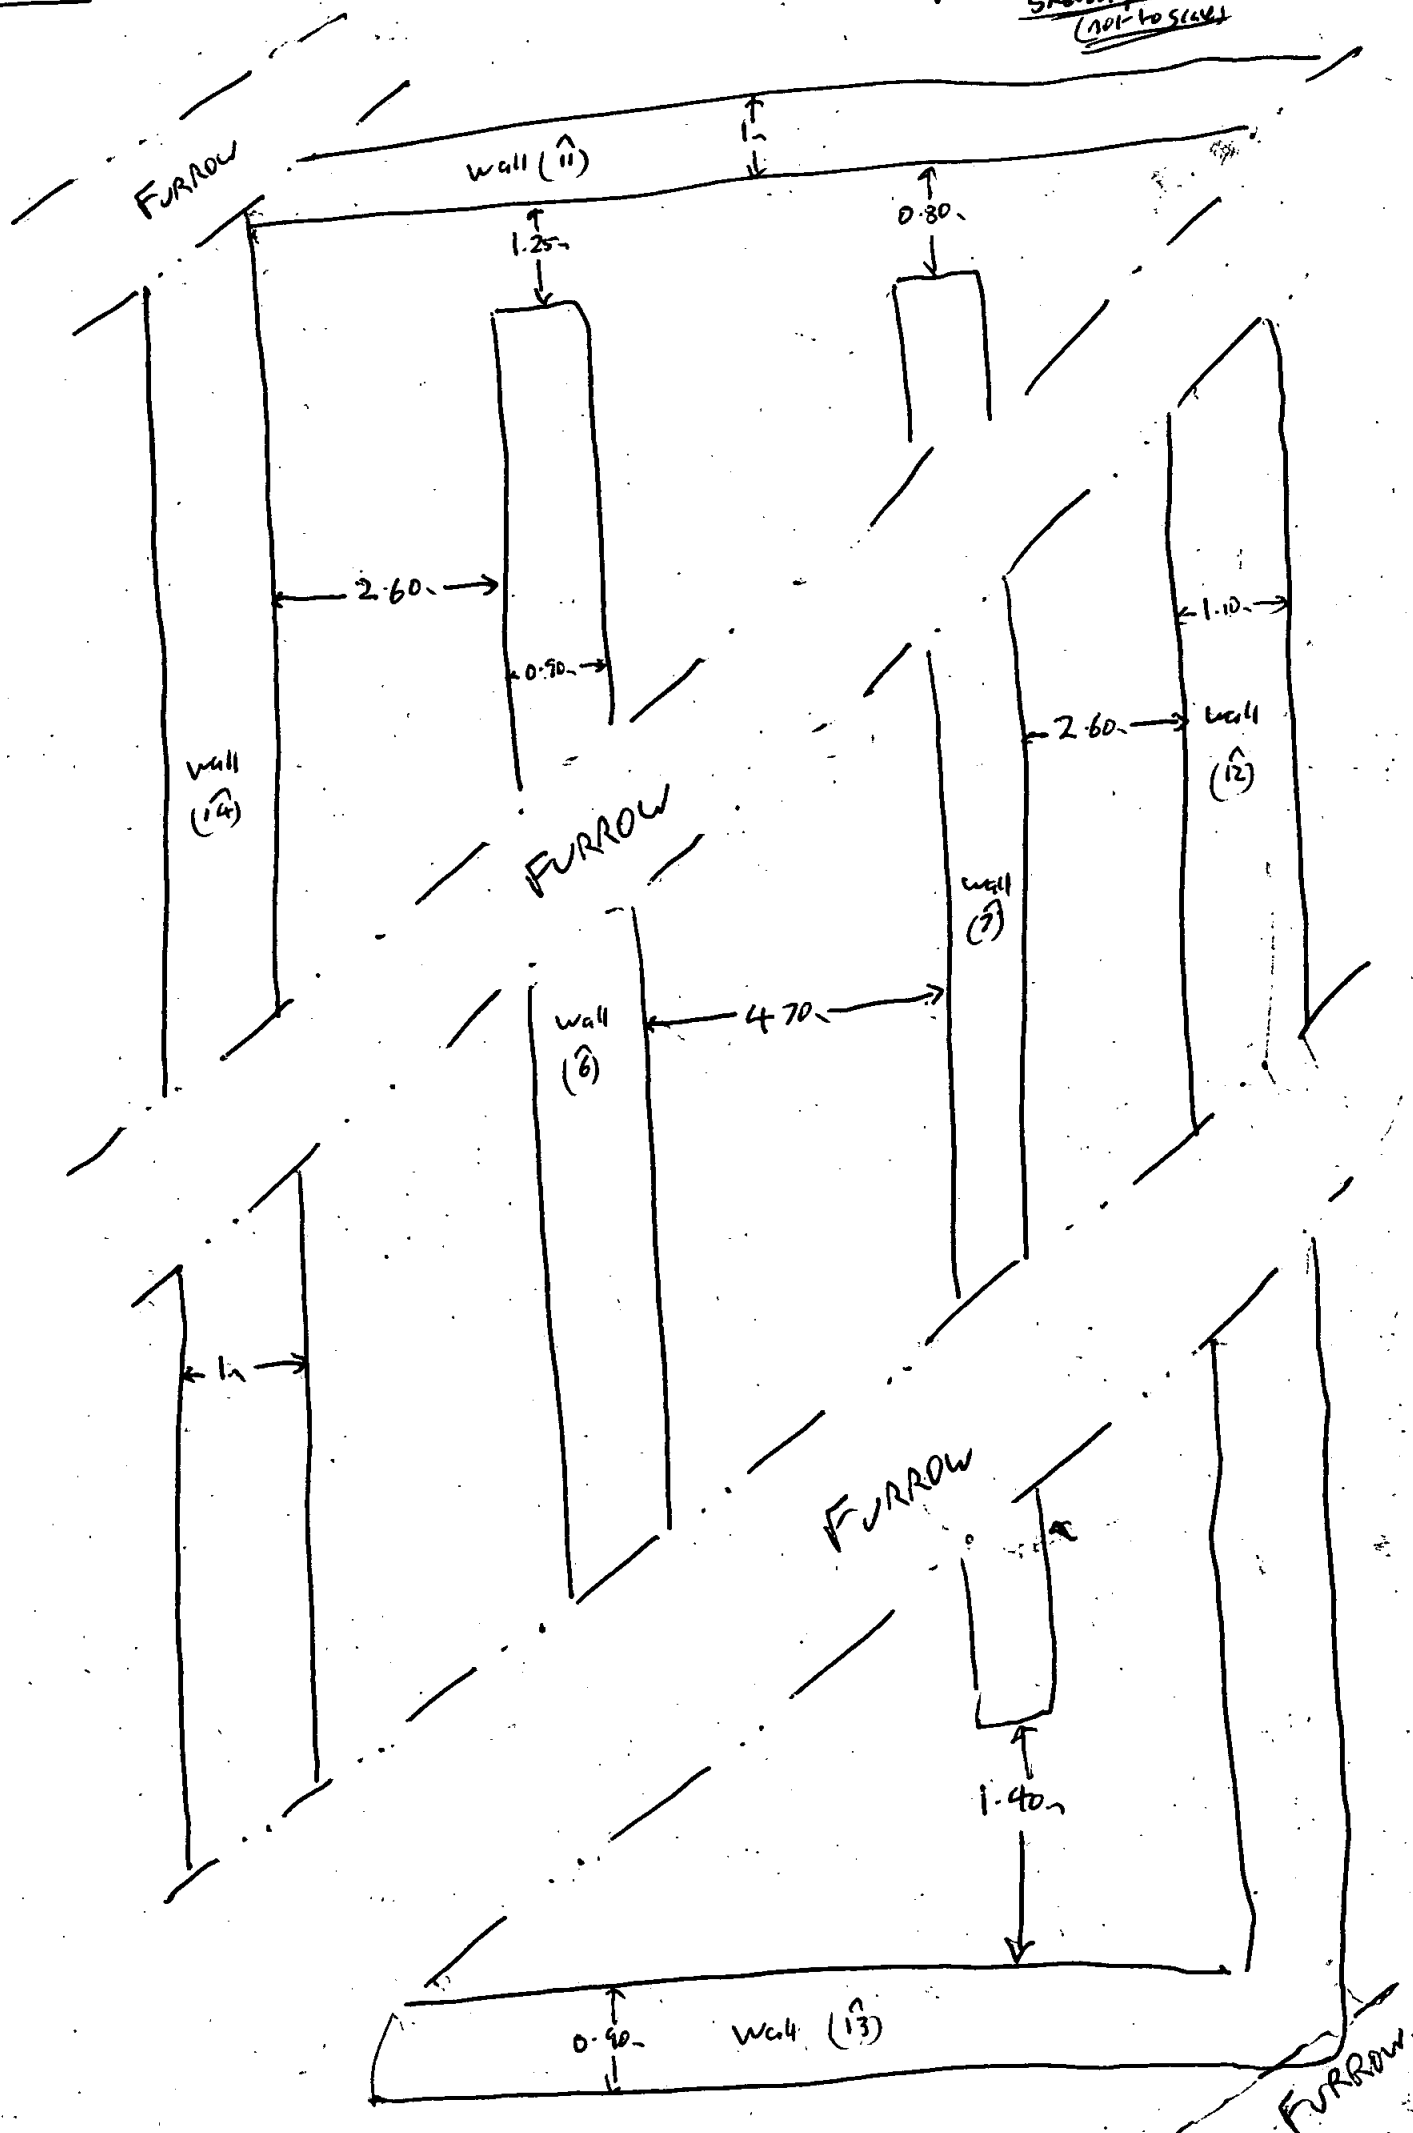 (not to scale)
FURROW
wall (11)
1m
1.25m
0.80m
2.60m
0.90m
1.10m
wall
(14)
2.60m
wall
(12)
FURROW
wall
(7)
wall
(6)
4.70m
1m
FURROW
1.40m
0.90m
wall (13)
FURROW